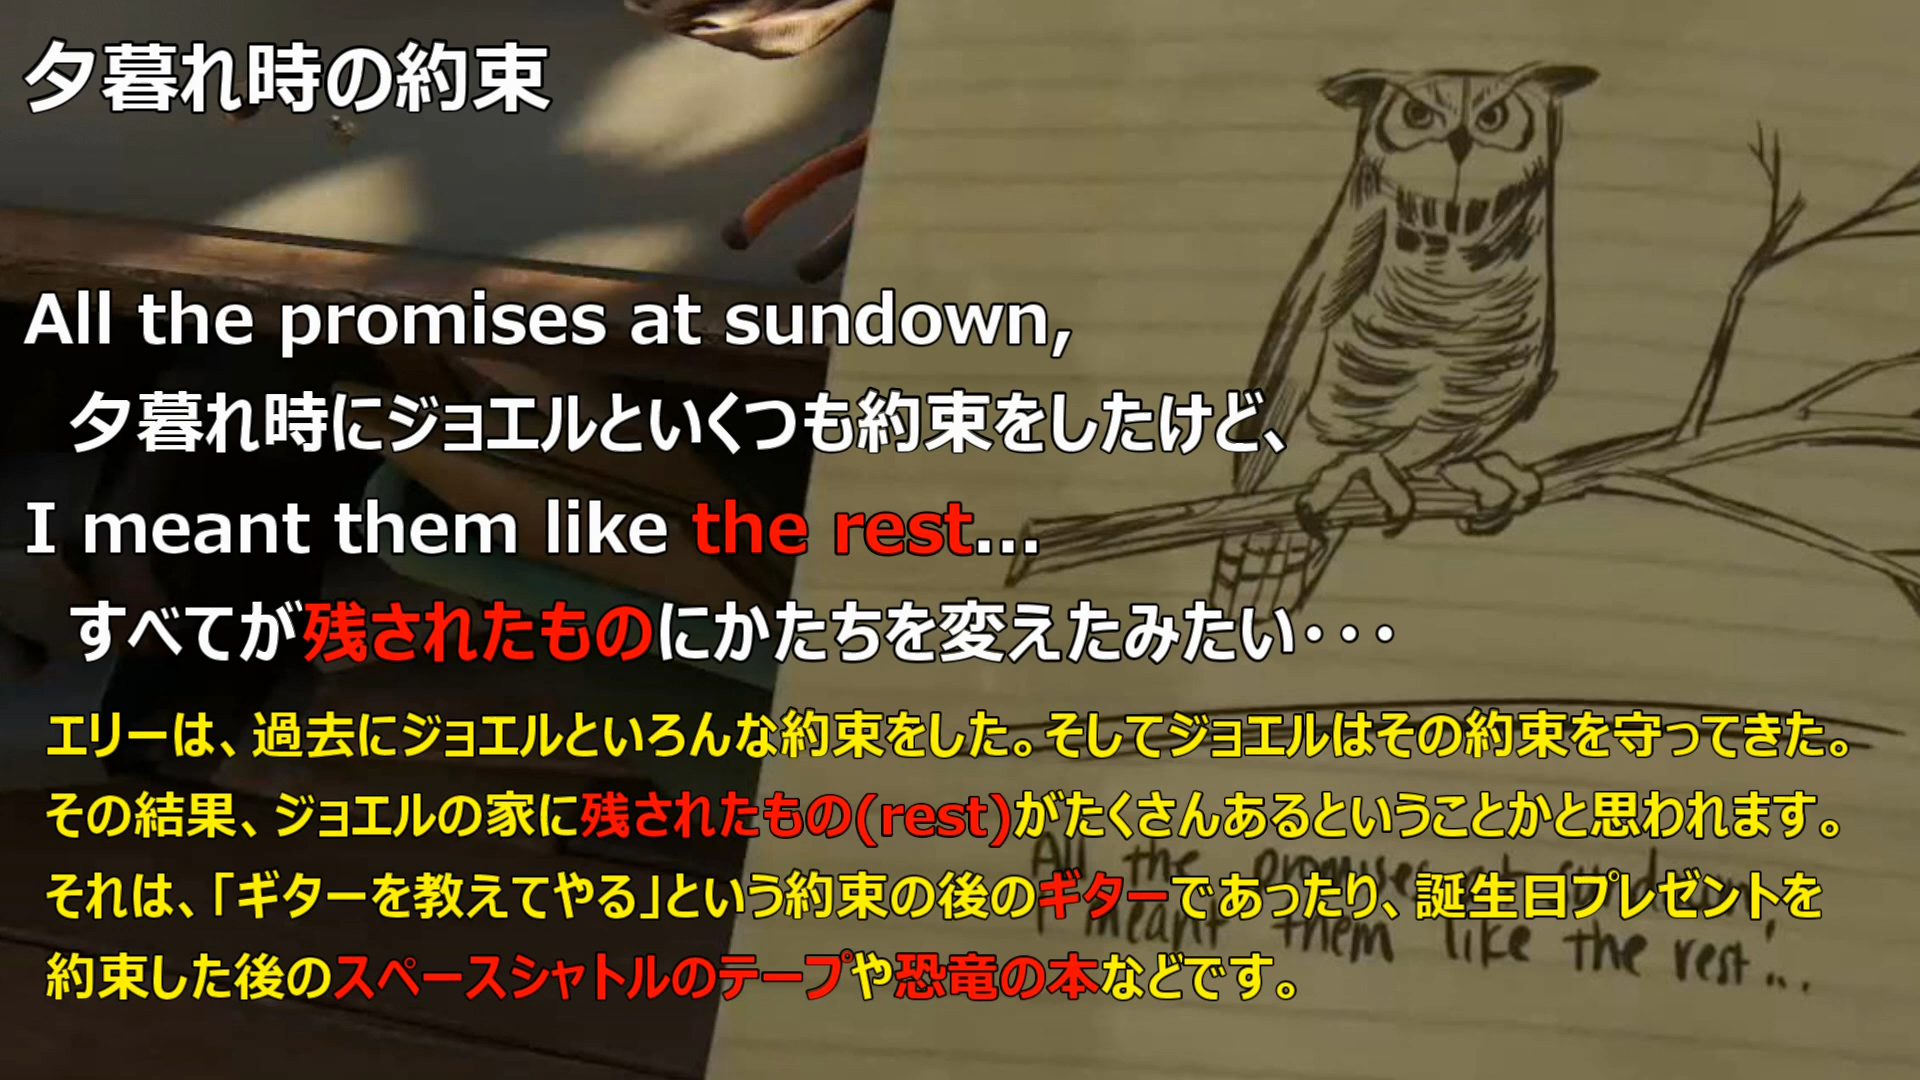 夕暮れ時の約束
All the promises at sundown,
夕暮れ時にジョエルといくつも約束をしたけど、
I meant them like the rest...
すべてが残されたものにかたちを変えたみたい・・・
エリーは、過去にジョエルといろんな約束をした。そしてジョエルはその約束を守ってきた。
その結果、ジョエルの家に残されたもの(rest)がたくさんあるということかと思われます。
それは、「ギターを教えてやる」という約束の後のギターであったり、誕生日プレゼントを
約束した後のスペースシャトルのテープや恐竜の本などです。
All the promises at sundown,
I meant them like the rest...